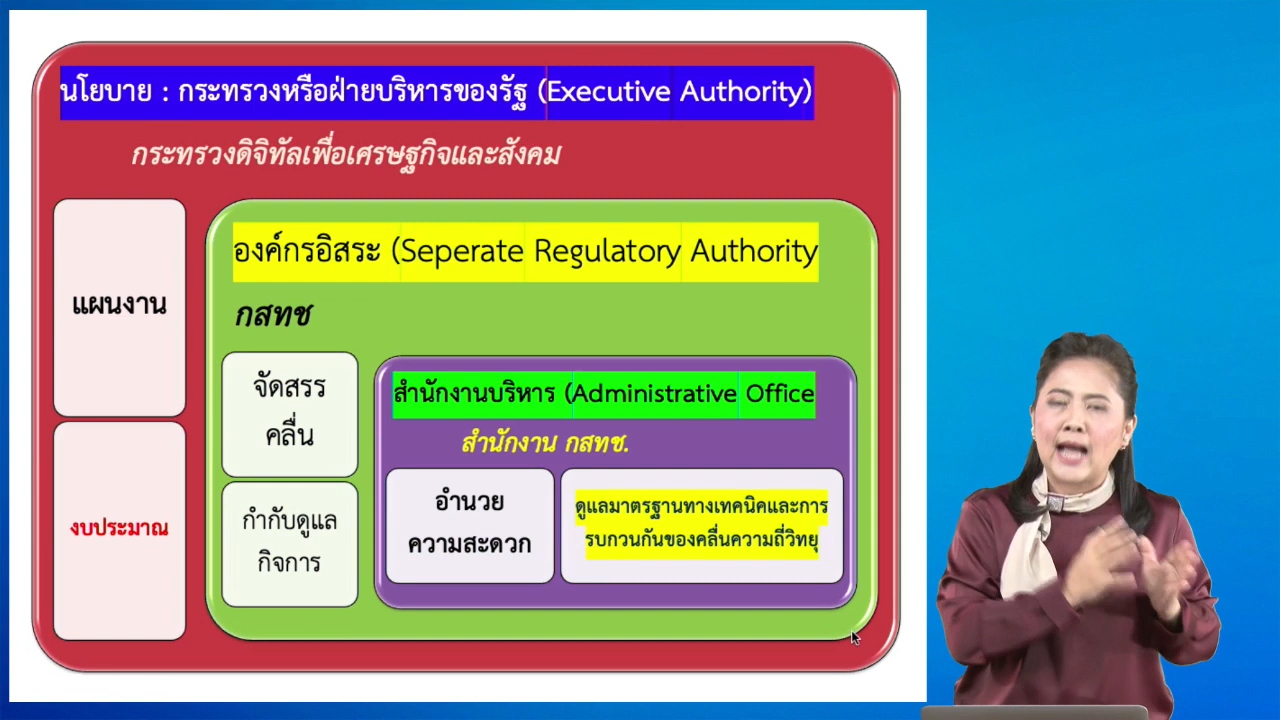 นโยบาย : กระทรวงหรือฝ่ายบริหารของรัฐ (Executive Authority)
กระทรวงดิจิทัลเพื่อเศรษฐกิจและสังคม
แผนงาน
งบประมาณ
องค์กรอิสระ (Seperate Regulatory Authority
กสทช
จัดสรร
คลื่น
กำกับดูแล
กิจการ
สำนักงานบริหาร (Administrative Office
สำนักงาน กสทช.
อำนวย
ความสะดวก
ดูแลมาตรฐานทางเทคนิคและการ
รบกวนกันของคลื่นความถี่วิทยุ